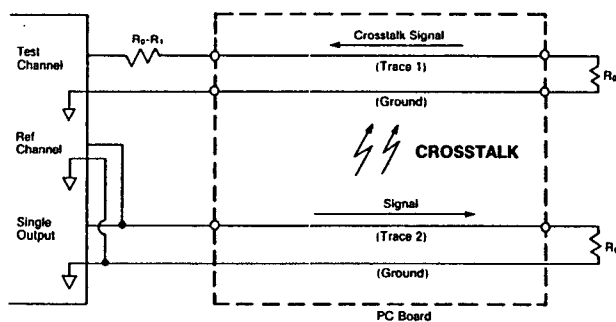 Test
Channel
R₀-R₁
Crosstalk Signal
(Trace 1)
R₀
(Ground)
Ref
Channel
CROSSTALK
Single
Output
Signal
(Trace 2)
R₀
(Ground)
PC Board